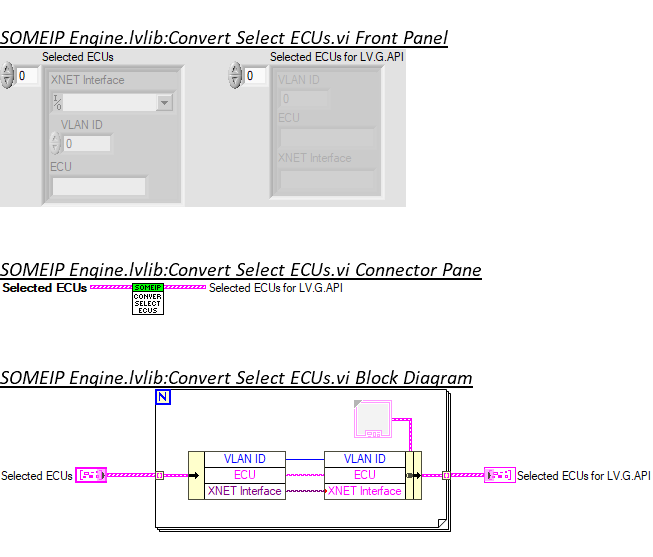 SOMEIP Engine.lvlib:Convert Select ECUs.vi Front Panel
Selected ECUs
Selected ECUs for LV.G.API
0
XNET Interface
I/O
VLAN ID
0
ECU
0
VLAN ID
0
ECU
XNET Interface
SOMEIP Engine.lvlib:Convert Select ECUs.vi Connector Pane
Selected ECUs
SOMEIP
CONVER
SELECT
ECUS
Selected ECUs for LV.G.API
SOMEIP Engine.lvlib:Convert Select ECUs.vi Block Diagram
N
Selected ECUs
VLAN ID
ECU
XNET Interface
VLAN ID
ECU
XNET Interface
Selected ECUs for LV.G.API